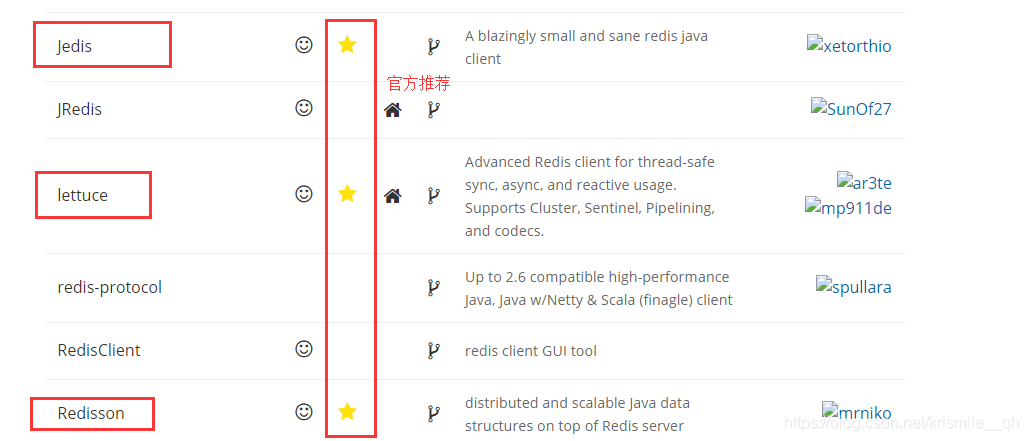 Jedis
A blazingly small and sane redis java
client
xetorthio
官方推荐
JRedis
SunOf27
lettuce
Advanced Redis client for thread-safe
sync, async, and reactive usage.
Supports Cluster, Sentinel, Pipelining,
and codecs.
ar3te
mp911de
redis-protocol
Up to 2.6 compatible high-performance
Java, Java w/Netty & Scala (finagle) client
spullara
RedisClient
redis client GUI tool
Redisson
distributed and scalable Java data
structures on top of Redis server
mrniko
https://blog.csdn.net/krismile__qh